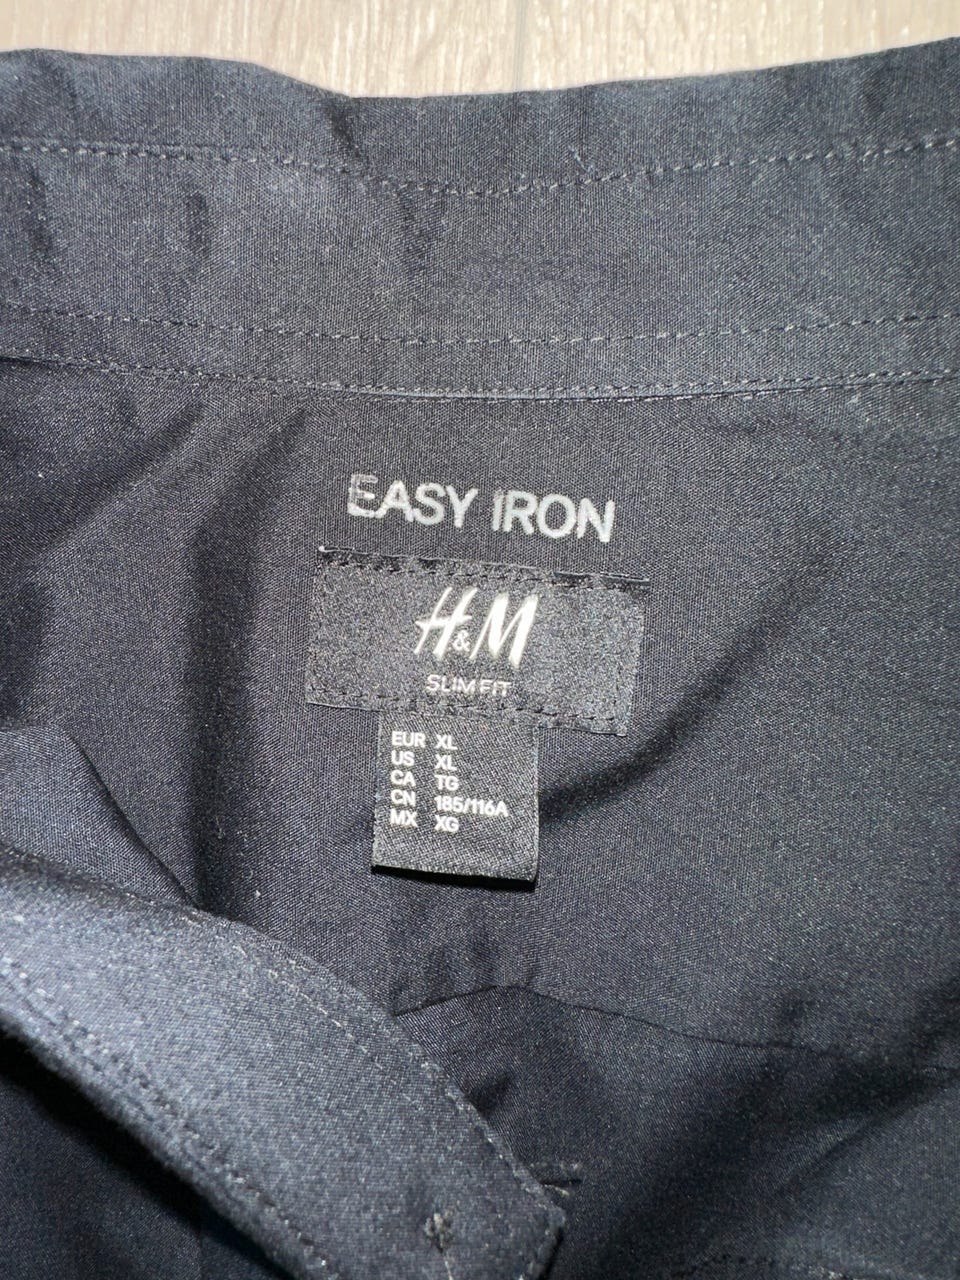 EASY IRON
H&M
SLIM FIT
EUR XL
US XL
CA TG
CN 185/116A
MX XG